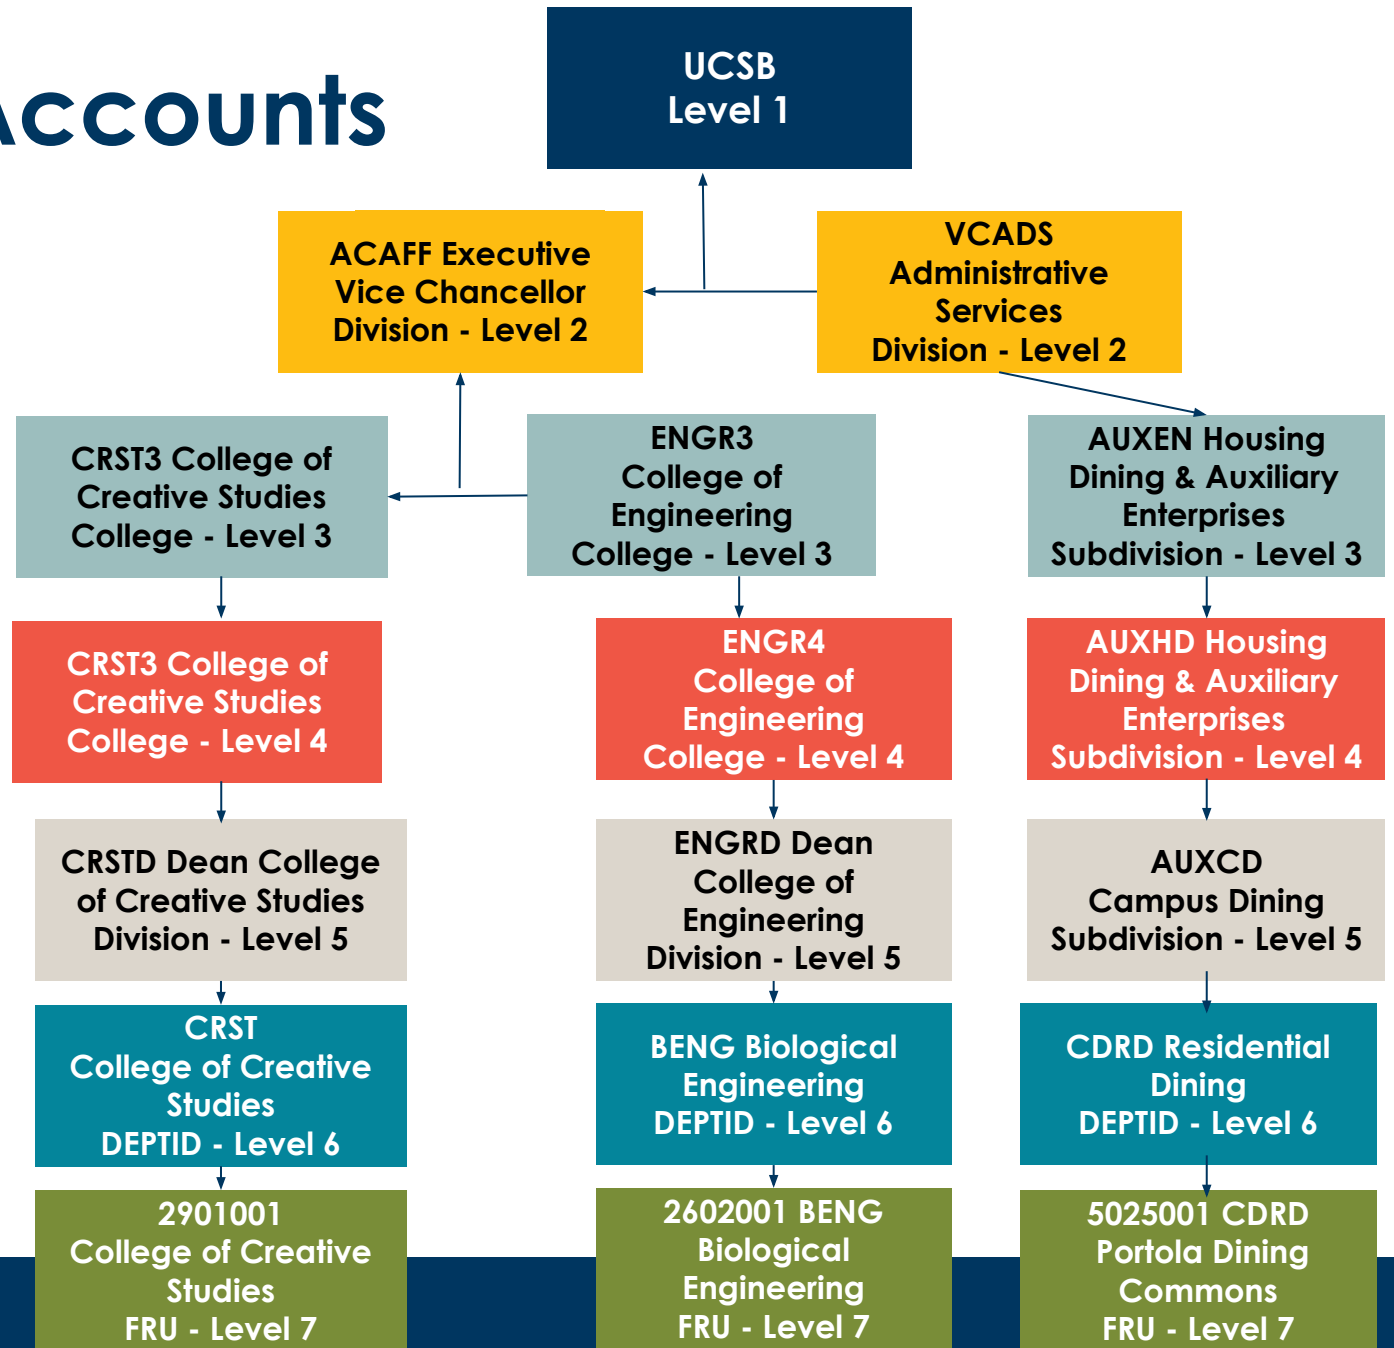 Accounts
UCSB
Level 1
ACAFF Executive
Vice Chancellor
Division - Level 2
VCADS
Administrative
Services
Division - Level 2
CRST3 College of
Creative Studies
College - Level 3
ENGR3
College of
Engineering
College - Level 3
AUXEN Housing
Dining & Auxiliary
Enterprises
Subdivision - Level 3
CRST3 College of
Creative Studies
College - Level 4
ENGR4
College of
Engineering
College - Level 4
AUXHD Housing
Dining & Auxiliary
Enterprises
Subdivision - Level 4
CRSTD Dean College
of Creative Studies
Division - Level 5
ENGRD Dean
College of
Engineering
Division - Level 5
AUXCD
Campus Dining
Subdivision - Level 5
CRST
College of Creative
Studies
DEPTID - Level 6
BENG Biological
Engineering
DEPTID - Level 6
CDRD Residential
Dining
DEPTID - Level 6
2901001
College of Creative
Studies
FRU - Level 7
2602001 BENG
Biological
Engineering
FRU - Level 7
5025001 CDRD
Portola Dining
Commons
FRU - Level 7